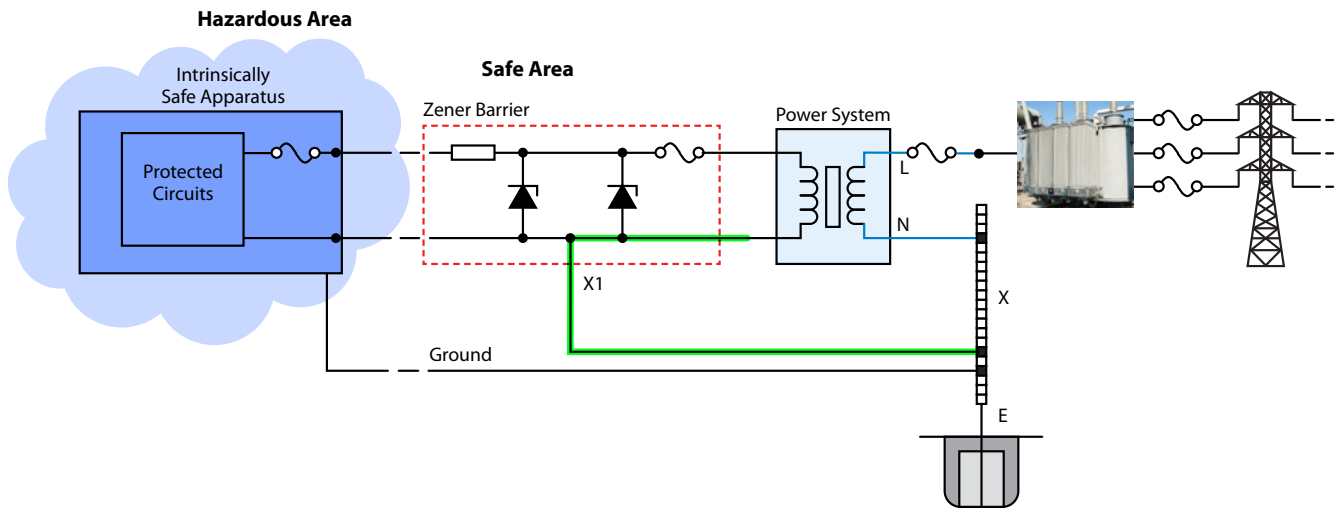 Hazardous Area
Safe Area
Intrinsically
Safe Apparatus
Zener Barrier
Power System
Protected
Circuits
L
N
X1
X
Ground
E